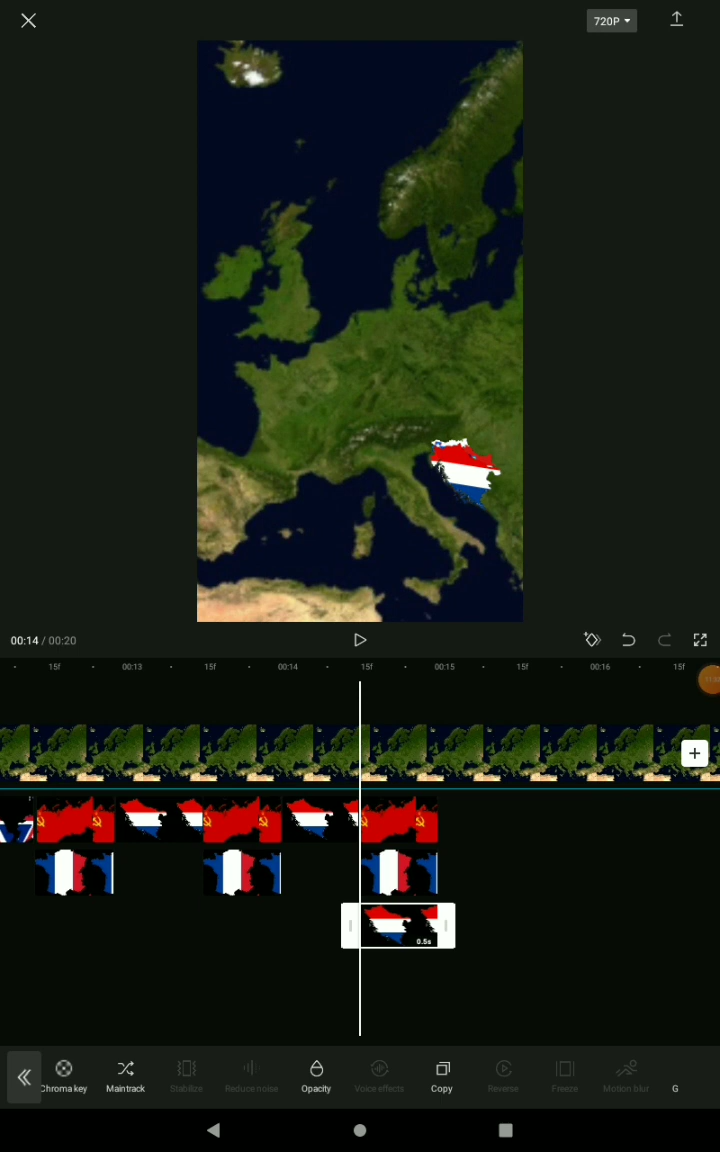 720P
00:14 / 00:20
15f 00:13 15f 00:14 15f 00:15 15f 00:16 15f
0.5s
Chroma key Maintrack Stabilize Reduce noise Opacity Voice effects Copy Reverse Freeze Motion blur G